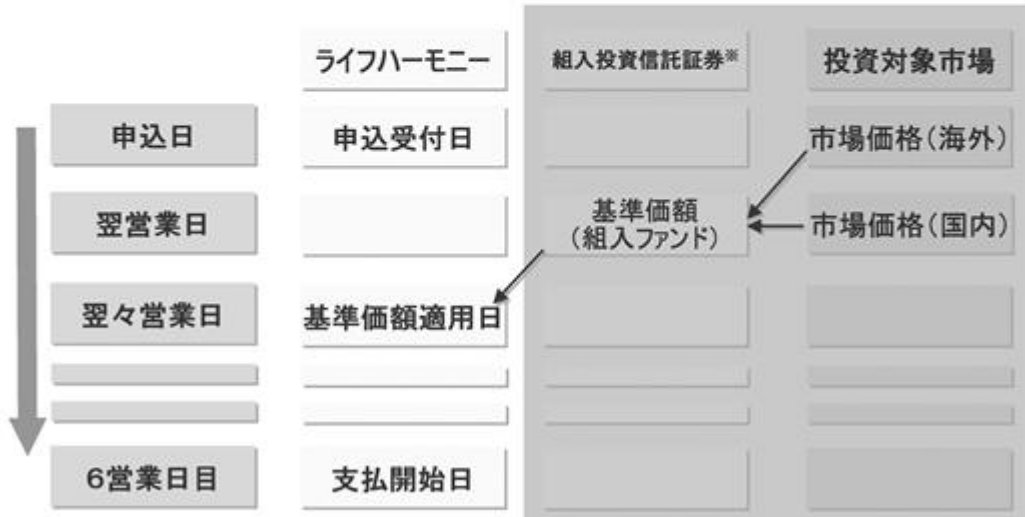 ライフハーモニー 組入投資信託証券※ 投資対象市場
申込日 申込受付日 市場価格(海外)
翌営業日 基準価額 市場価格(国内)
(組入ファンド)
翌々営業日 基準価額適用日
6営業日目 支払開始日